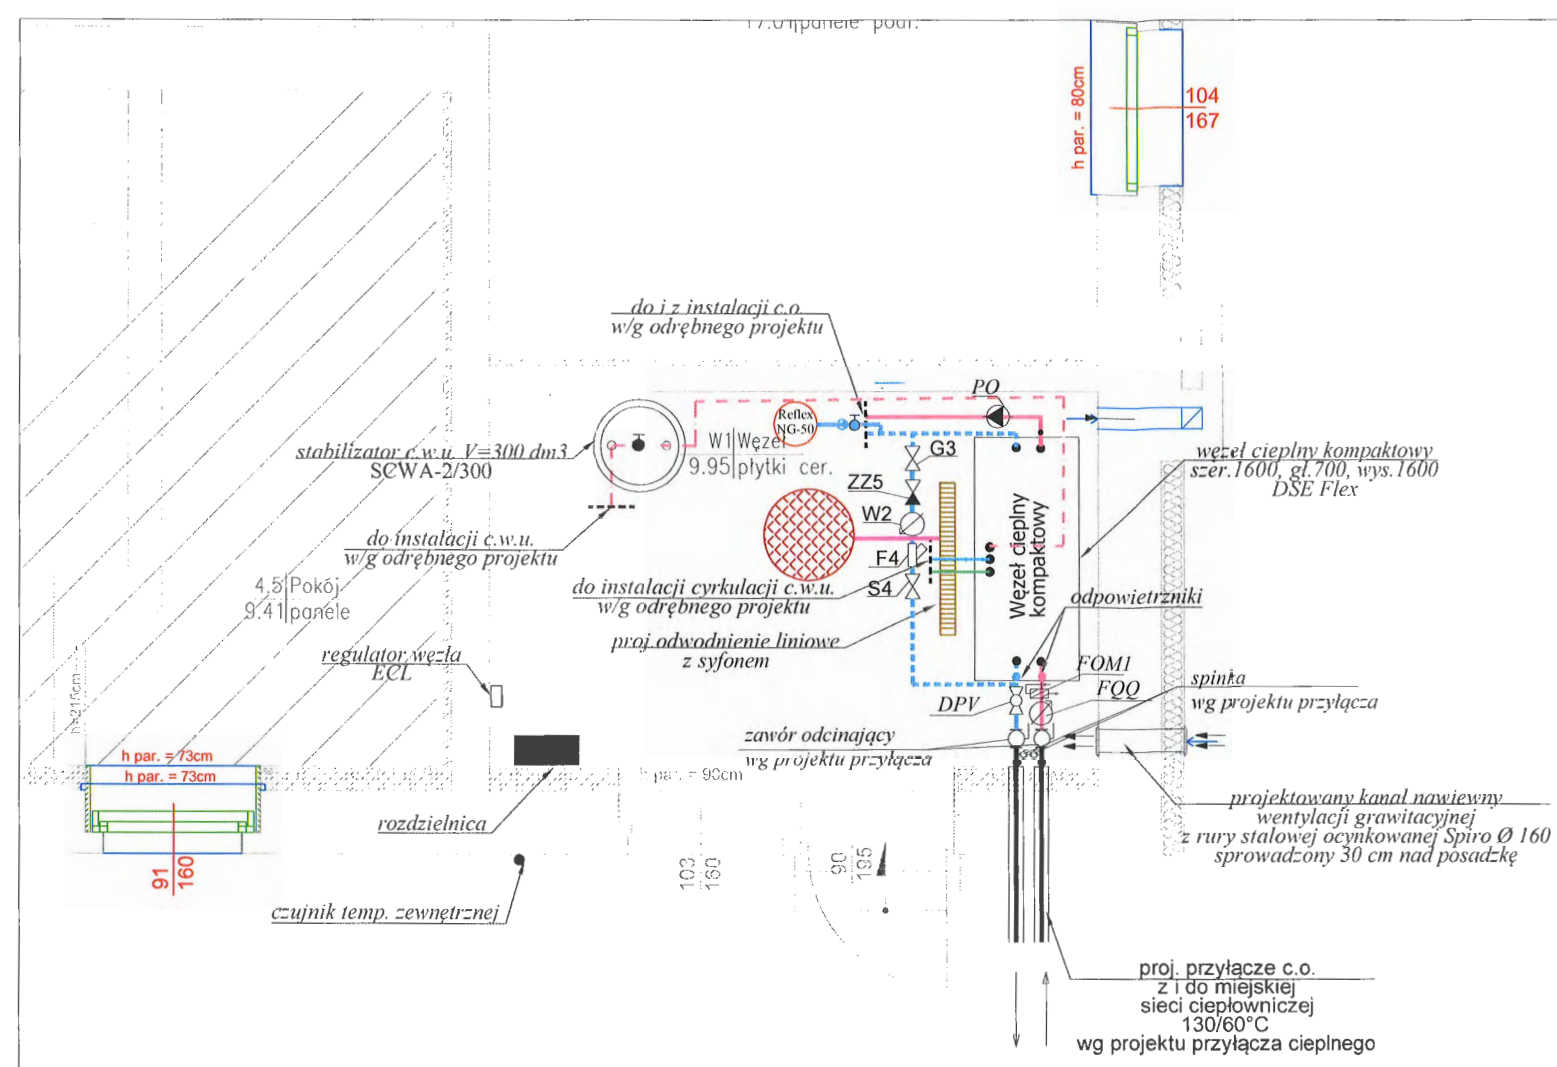 17.01 panele podł.
h par. = 80cm
104
167
do i z instalacji c.o.
w/g odrębnego projektu
PO
Reflex
NG-50
W1 Węzeł
9.95 płytki cer.
G3
ZZ5
W2
F4
S4
stabilizator c.w.u. V=300 dm3
SCWA-2/300
węzeł cieplny kompaktowy
szer.1600, gł.700, wys.1600
DSE Flex
Węzeł cieplny
kompaktowy
do instalacji c.w.u.
w/g odrębnego projektu
4.5 Pokój
9.41 panele
do instalacji cyrkulacji c.w.u.
w/g odrębnego projektu
odpowietrzniki
proj.odwodnienie liniowe
z syfonem
regulator węzła
ECL
FOM1
FQQ
DPV
spinka
wg projektu przyłącza
h=215cm
zawór odcinający
wg projektu przyłącza
h par. = 73cm
h par. = 73cm
h par. = 90cm
91
160
rozdzielnica
103
160
90
195
projektowany kanał nawiewny
wentylacji grawitacyjnej
z rury stalowej ocynkowanej Spiro Ø 160
sprowadzony 30 cm nad posadzkę
czujnik temp. zewnętrznej
proj. przyłącze c.o.
z i do miejskiej
sieci ciepłowniczej
130/60°C
wg projektu przyłącza cieplnego